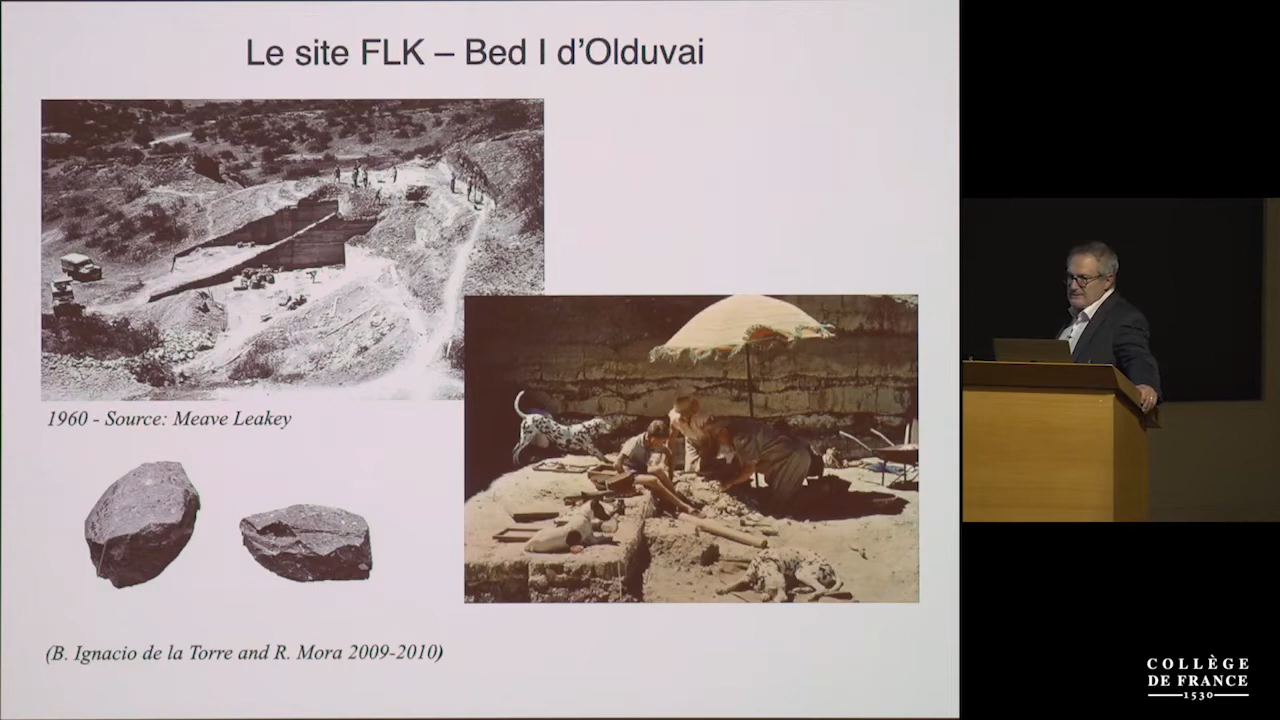 Le site FLK – Bed I d'Olduvai
1960 - Source: Meave Leakey
(B. Ignacio de la Torre and R. Mora 2009-2010)
COLLÈGE
DE FRANCE
1530